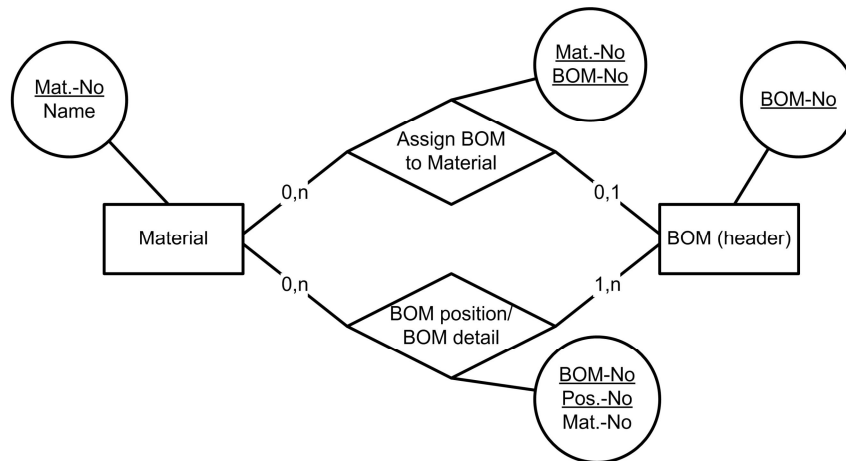 Mat.-No
BOM-No
Mat.-No
Name
BOM-No
Assign BOM
to Material
0,n
0,1
Material
BOM (header)
0,n
1,n
BOM position/
BOM detail
BOM-No
Pos.-No
Mat.-No